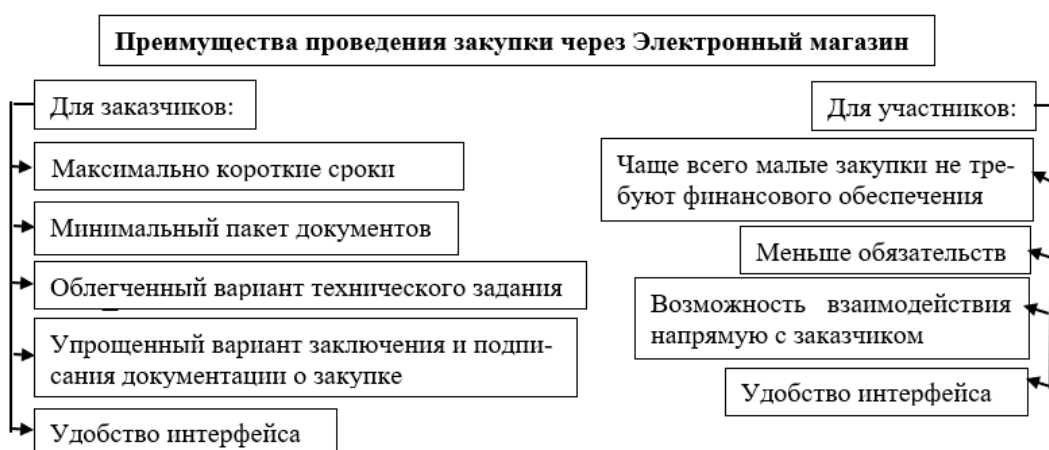 Преимущества проведения закупки через Электронный магазин
Для заказчиков:
Максимально короткие сроки
Минимальный пакет документов
Облегченный вариант технического задания
Упрощенный вариант заключения и подпи-
сания документации о закупке
Удобство интерфейса
Для участников:
Чаще всего малые закупки не тре-
буют финансового обеспечения
Меньше обязательств
Возможность взаимодействия
напрямую с заказчиком
Удобство интерфейса